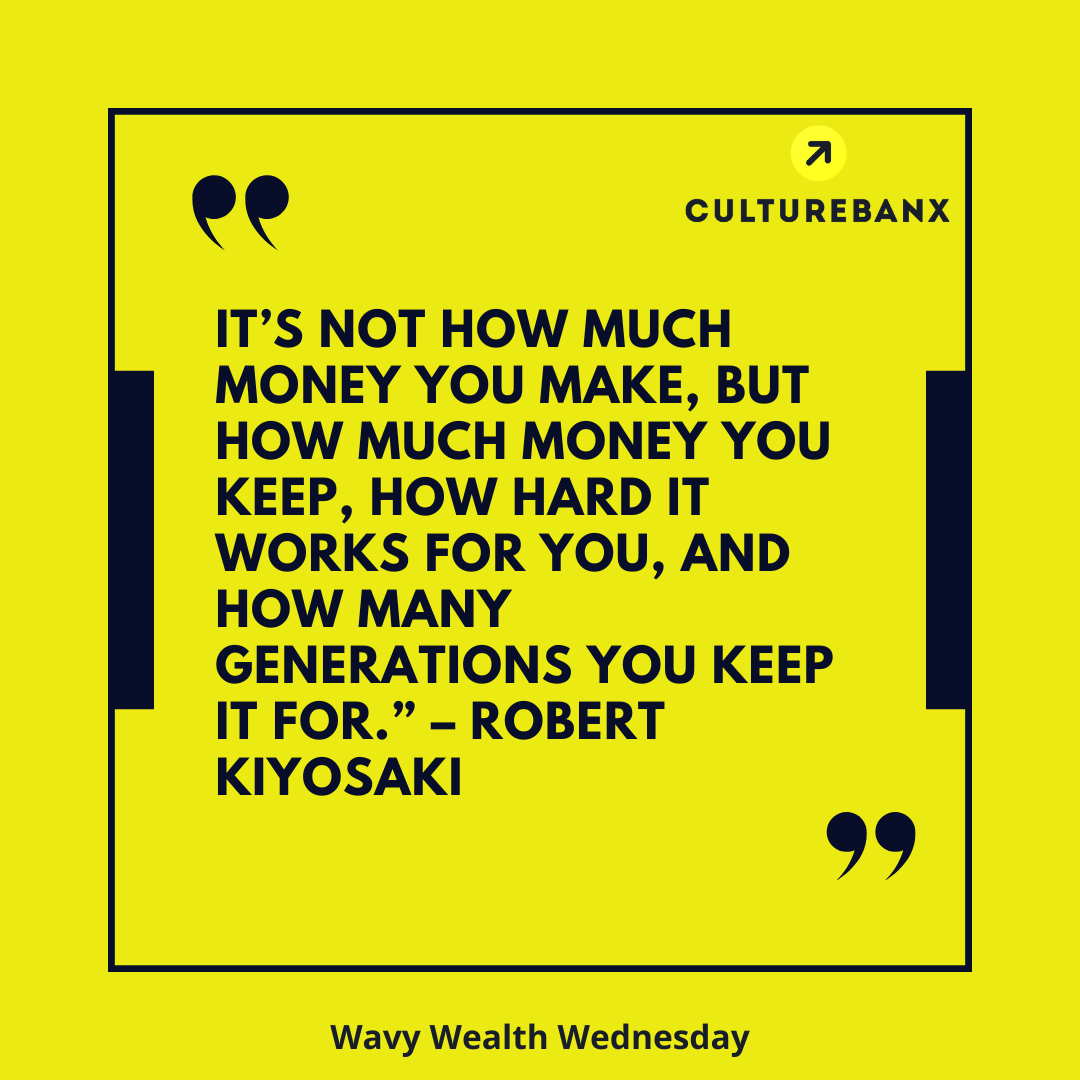 CULTUREBANX
IT’S NOT HOW MUCH
MONEY YOU MAKE, BUT
HOW MUCH MONEY YOU
KEEP, HOW HARD IT
WORKS FOR YOU, AND
HOW MANY
GENERATIONS YOU KEEP
IT FOR.” – ROBERT
KIYOSAKI
Wavy Wealth Wednesday